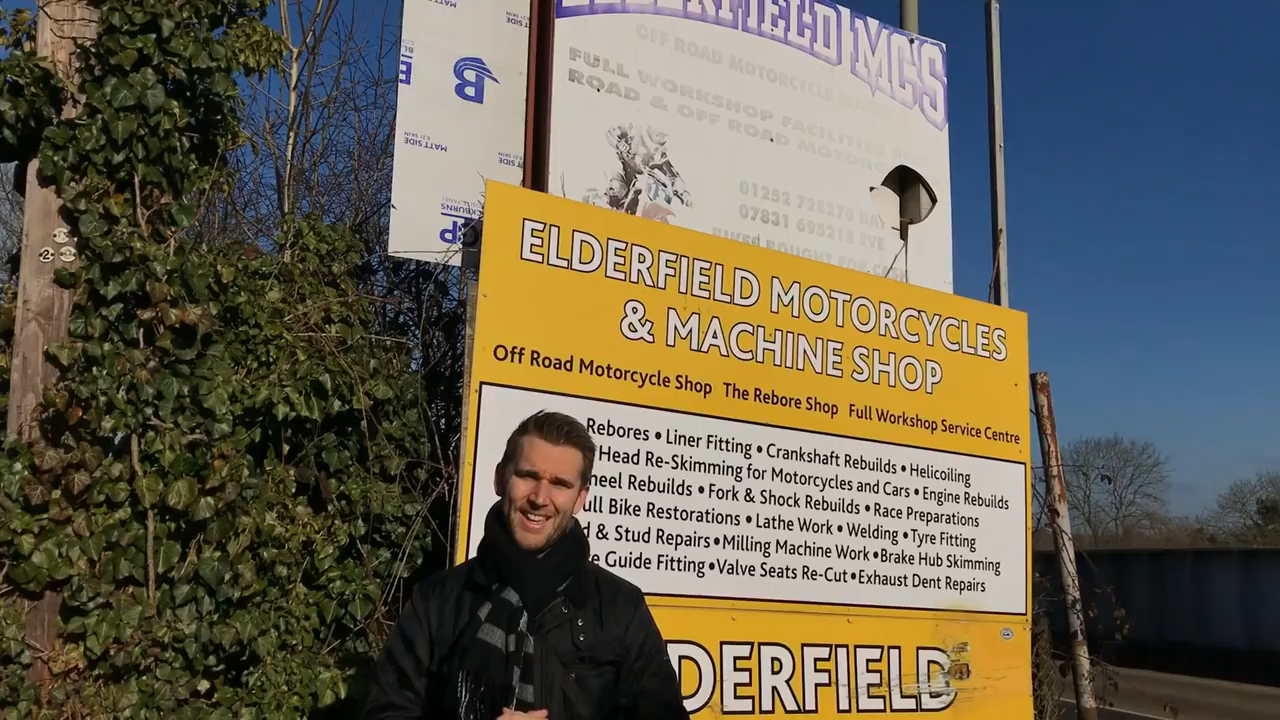 ELDERFIELD MCS
OFF ROAD MOTORCYCLE
FULL WORKSHOP FACILITIES
ROAD & OFF ROAD MOTORC
01252 728270 DAY
07831 695218 EVE
BIKES BOUGHT FOR CASH
MATT SIDE
B
MATT SIDE
ELDERFIELD MOTORCYCLES
& MACHINE SHOP
Off Road Motorcycle Shop The Rebore Shop Full Workshop Service Centre
Rebores • Liner Fitting • Crankshaft Rebuilds • Helicoiling
Head Re-Skimming for Motorcycles and Cars • Engine Rebuilds
heel Rebuilds • Fork & Shock Rebuilds • Race Preparations
ull Bike Restorations • Lathe Work • Welding • Tyre Fitting
d & Stud Repairs • Milling Machine Work • Brake Hub Skimming
e Guide Fitting • Valve Seats Re-Cut • Exhaust Dent Repairs
DERFIELD